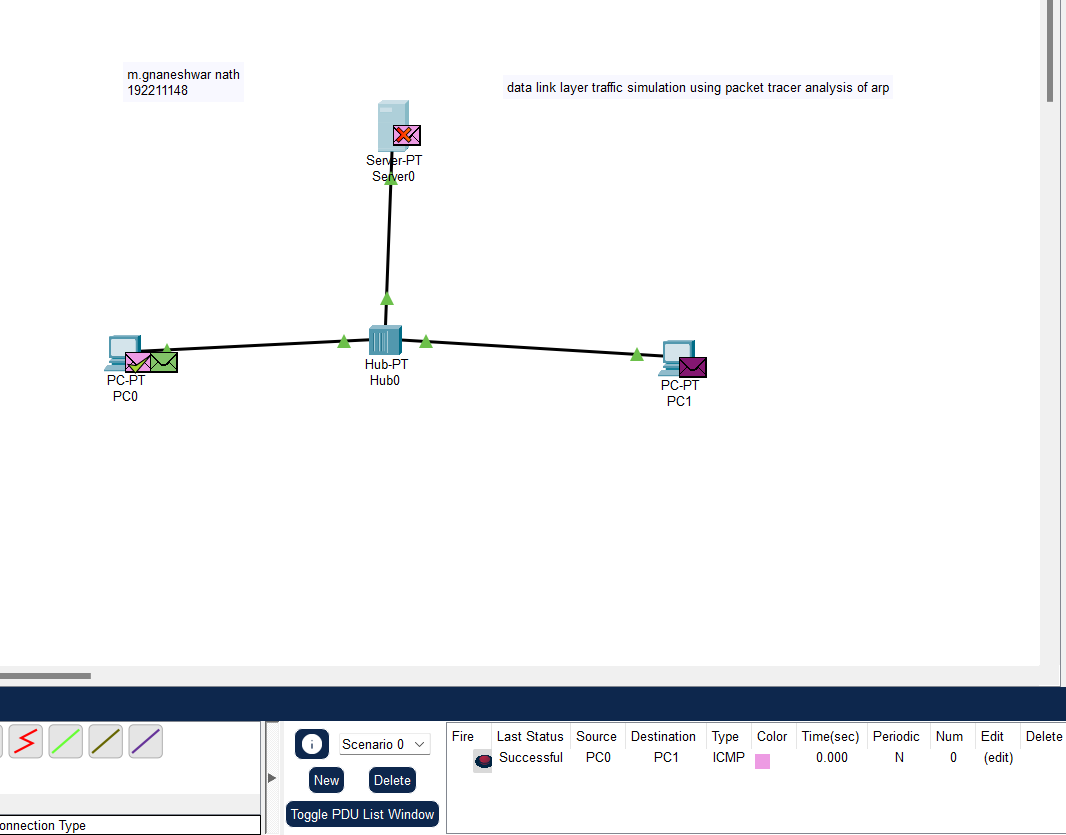 m.gnaneshwar nath
192211148
data link layer traffic simulation using packet tracer analysis of arp
Server-PT
Server0
Hub-PT
Hub0
PC-PT
PC0
PC-PT
PC1
Scenario 0
New
Delete
Toggle PDU List Window
Fire Last Status Source Destination Type Color Time(sec) Periodic Num Edit Delete
Successful PC0 PC1 ICMP 0.000 N 0 (edit)
onnection Type